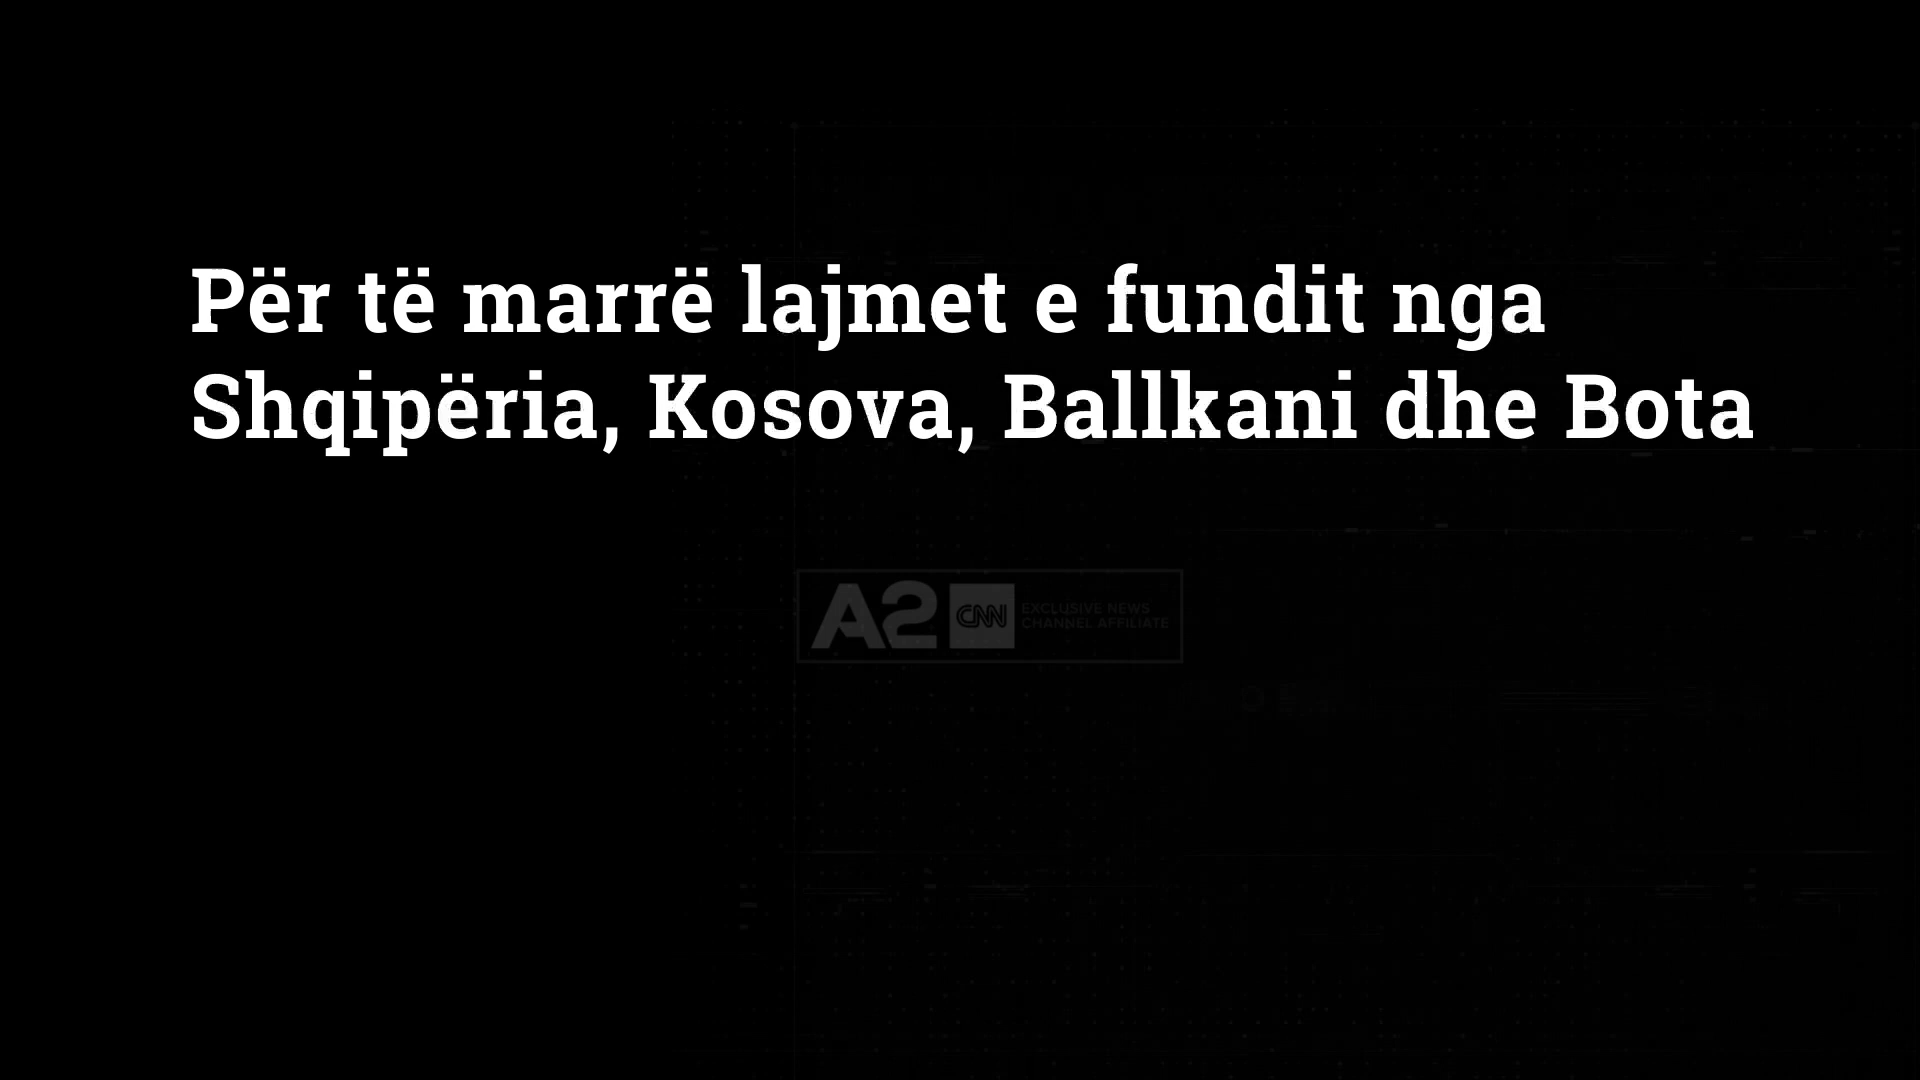 Për të marrë lajmet e fundit nga
Shqipëria, Kosova, Ballkani dhe Bota
A2 CNN EXCLUSIVE NEWS
CHANNEL AFFILIATE